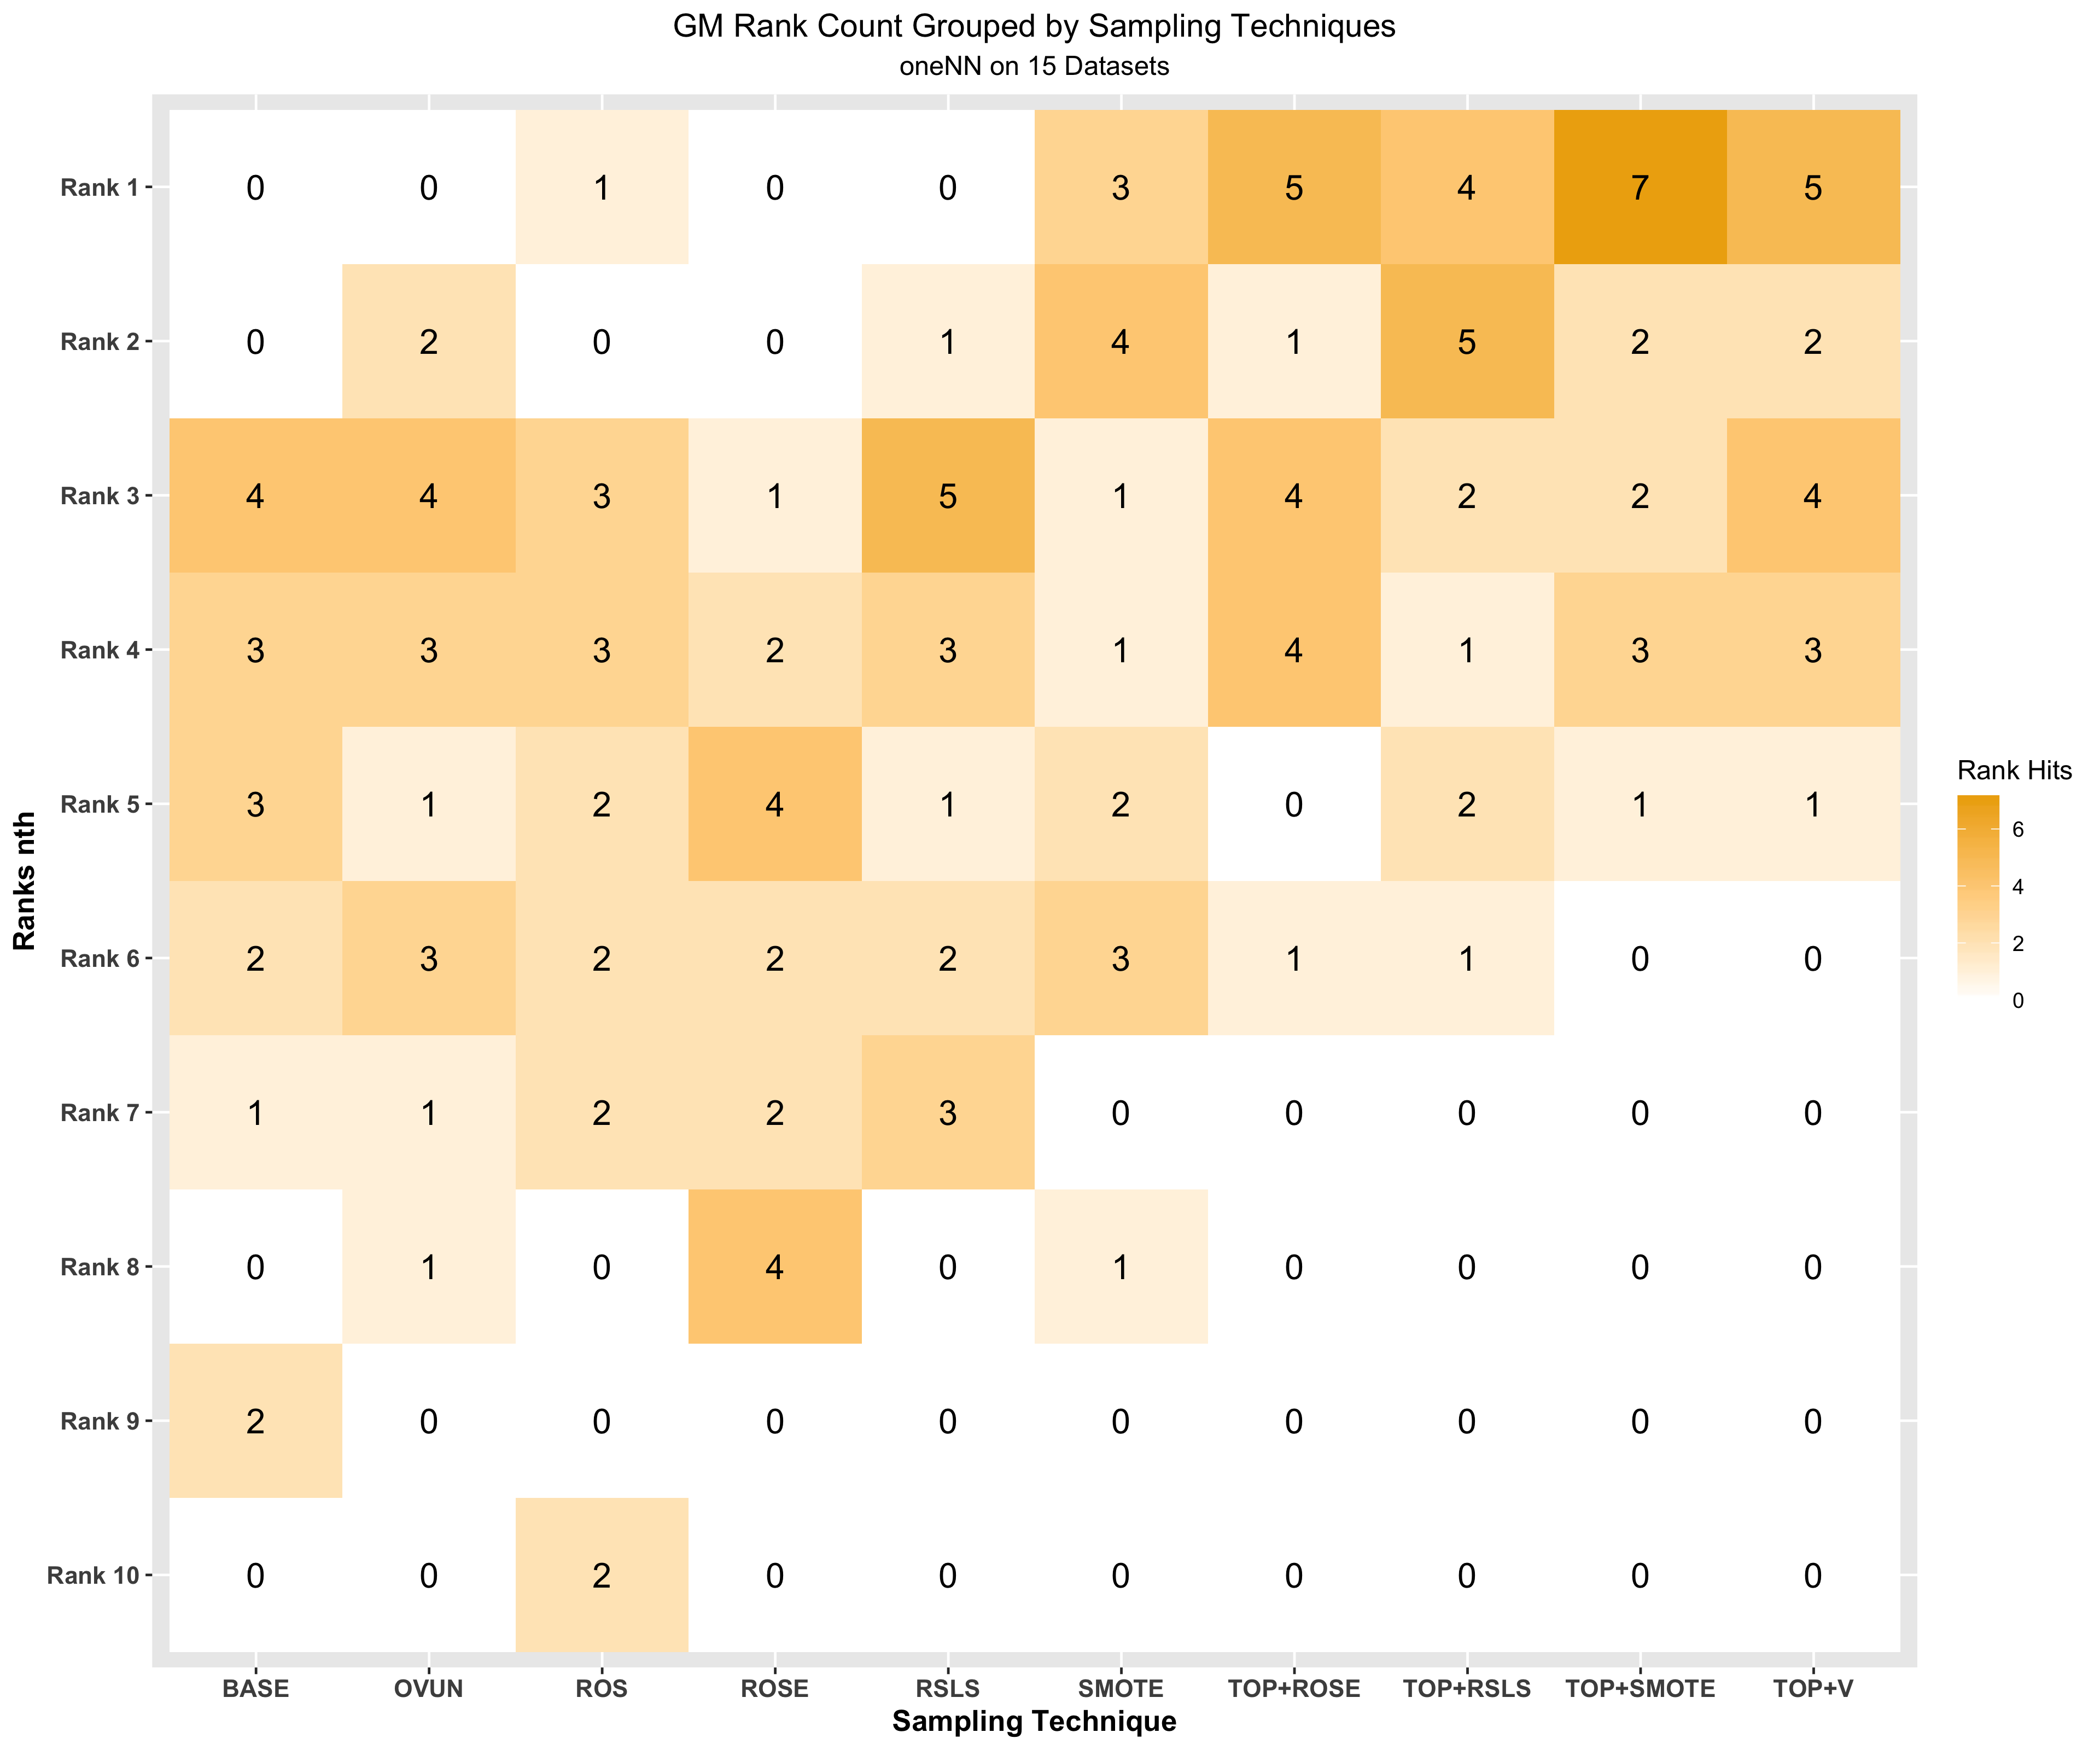 GM Rank Count Grouped by Sampling Techniques
oneNN on 15 Datasets
Rank 1 0 0 1 0 0 3 5 4 7 5
Rank 2 0 2 0 0 1 4 1 5 2 2
Rank 3 4 4 3 1 5 1 4 2 2 4
Rank 4 3 3 3 2 3 1 4 1 3 3
Rank 5 3 1 2 4 1 2 0 2 1 1
Rank 6 2 3 2 2 2 3 1 1 0 0
Rank 7 1 1 2 2 3 0 0 0 0 0
Rank 8 0 1 0 4 0 1 0 0 0 0
Rank 9 2 0 0 0 0 0 0 0 0 0
Rank 10 0 0 2 0 0 0 0 0 0 0
BASE OVUN ROS ROSE RSLS SMOTE TOP+ROSE TOP+RSLS TOP+SMOTE TOP+V
Sampling Technique
Ranks nth
Rank Hits
6
4
2
0